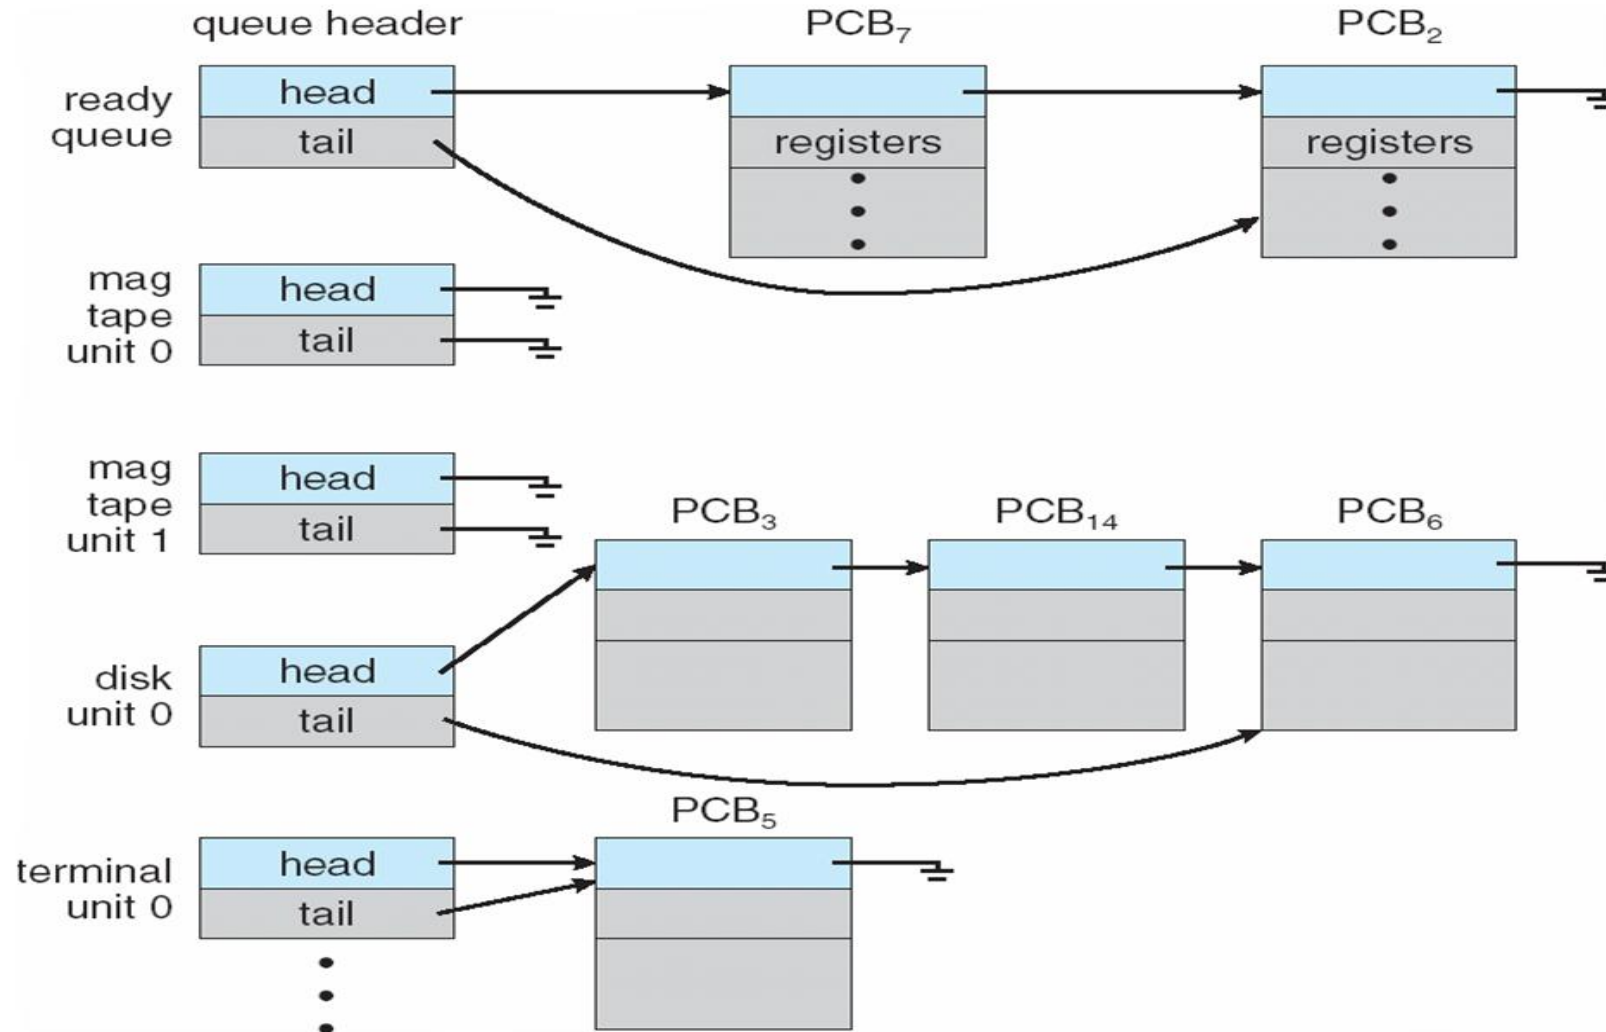 queue header
PCB₇
PCB₂
ready
queue
head
tail
registers
registers
mag
tape
unit 0
head
tail
mag
tape
unit 1
head
tail
PCB₃
PCB₁₄
PCB₆
disk
unit 0
head
tail
PCB₅
terminal
unit 0
head
tail